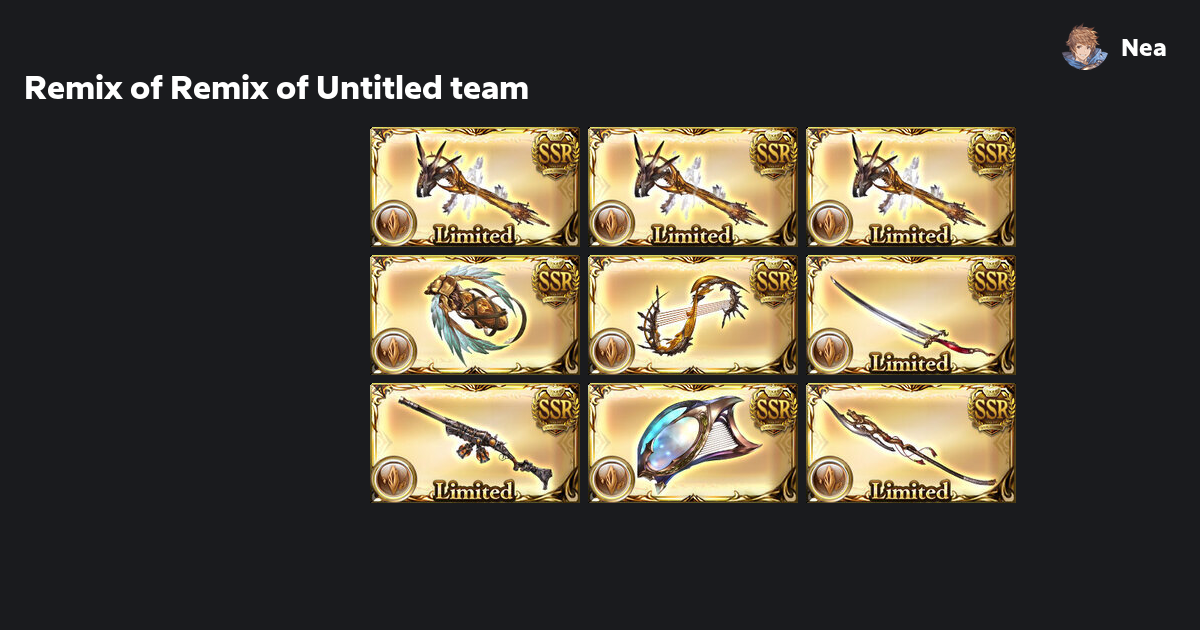 Nea
Remix of Remix of Untitled team
SSR SSR SSR
Limited Limited Limited
SSR SSR SSR
Limited
SSR SSR SSR
Limited Limited